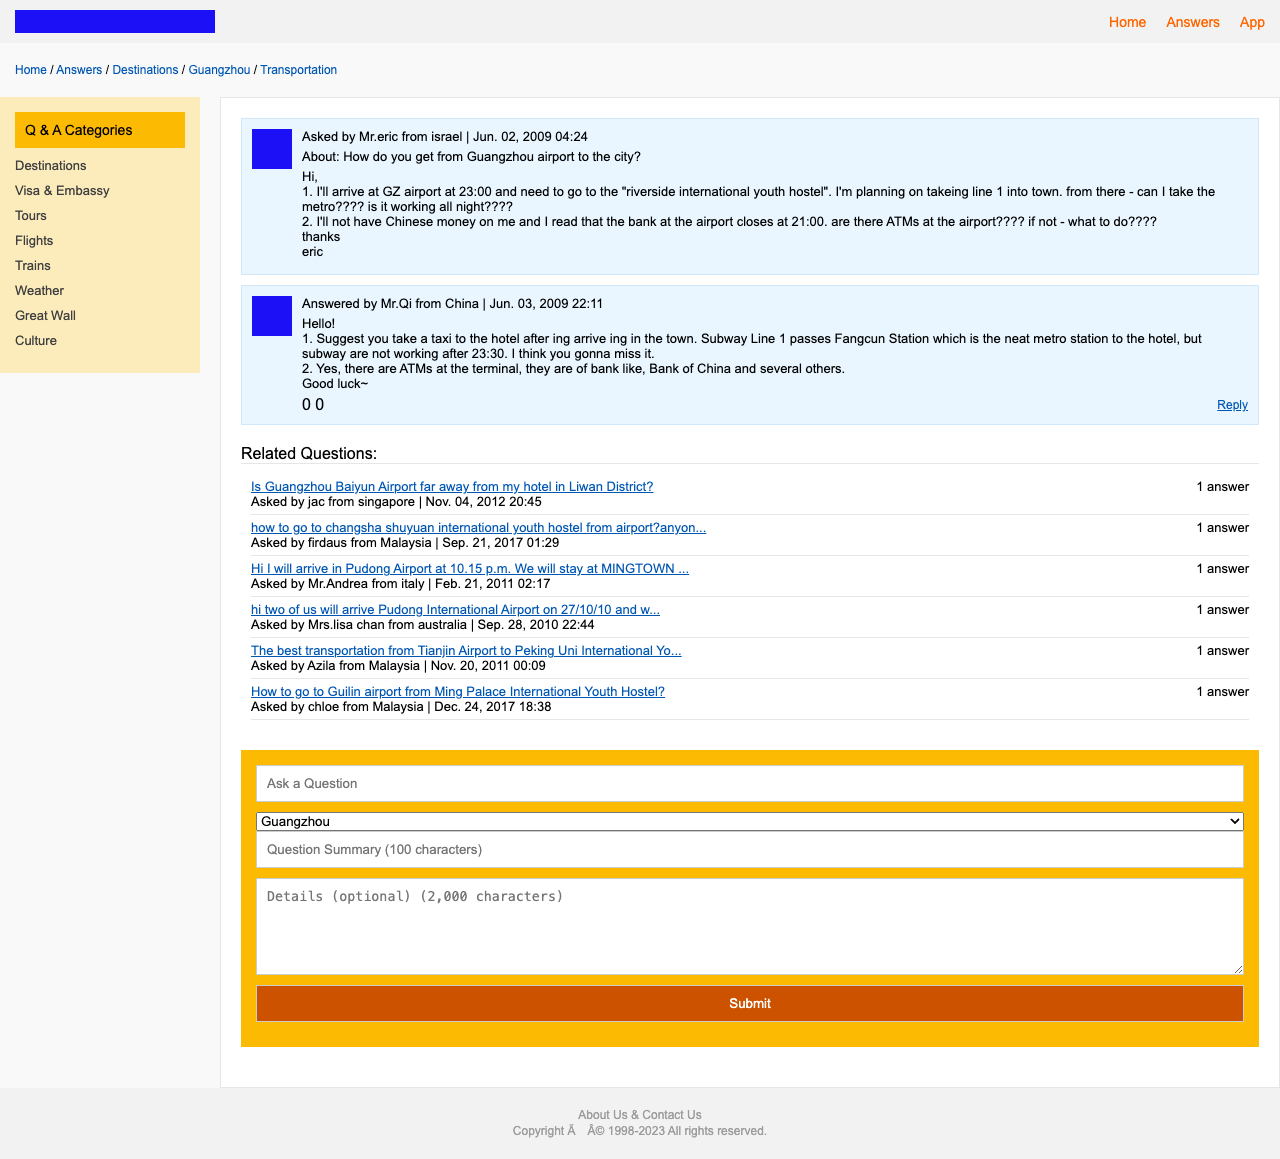 Home Answers App
Home / Answers / Destinations / Guangzhou / Transportation
Q & A Categories
Destinations
Visa & Embassy
Tours
Flights
Trains
Weather
Great Wall
Culture
Asked by Mr.eric from israel | Jun. 02, 2009 04:24
About: How do you get from Guangzhou airport to the city?
Hi,
1. I'll arrive at GZ airport at 23:00 and need to go to the "riverside international youth hostel". I'm planning on takeing line 1 into town. from there - can I take the
metro???? is it working all night????
2. I'll not have Chinese money on me and I read that the bank at the airport closes at 21:00. are there ATMs at the airport???? if not - what to do????
thanks
eric
Answered by Mr.Qi from China | Jun. 03, 2009 22:11
Hello!
1. Suggest you take a taxi to the hotel after ing arrive ing in the town. Subway Line 1 passes Fangcun Station which is the neat metro station to the hotel, but
subway are not working after 23:30. I think you gonna miss it.
2. Yes, there are ATMs at the terminal, they are of bank like, Bank of China and several others.
Good luck~
0 0 Reply
Related Questions:
Is Guangzhou Baiyun Airport far away from my hotel in Liwan District? 1 answer
Asked by jac from singapore | Nov. 04, 2012 20:45
how to go to changsha shuyuan international youth hostel from airport?anyon... 1 answer
Asked by firdaus from Malaysia | Sep. 21, 2017 01:29
Hi I will arrive in Pudong Airport at 10.15 p.m. We will stay at MINGTOWN ... 1 answer
Asked by Mr.Andrea from italy | Feb. 21, 2011 02:17
hi two of us will arrive Pudong International Airport on 27/10/10 and w... 1 answer
Asked by Mrs.lisa chan from australia | Sep. 28, 2010 22:44
The best transportation from Tianjin Airport to Peking Uni International Yo... 1 answer
Asked by Azila from Malaysia | Nov. 20, 2011 00:09
How to go to Guilin airport from Ming Palace International Youth Hostel? 1 answer
Asked by chloe from Malaysia | Dec. 24, 2017 18:38
Ask a Question
Guangzhou
Question Summary (100 characters)
Details (optional) (2,000 characters)
Submit
About Us & Contact Us
Copyright Ã Â© 1998-2023 All rights reserved.